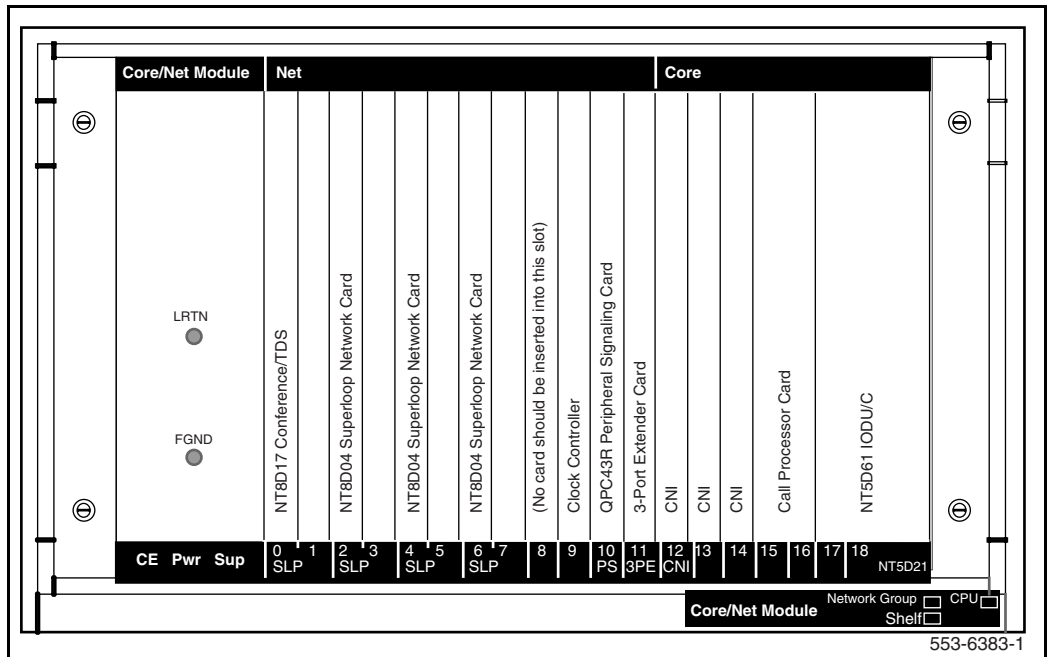 Core/Net Module
Net
Core
LRTN
FGND
NT8D17 Conference/TDS
NT8D04 Superloop Network Card
NT8D04 Superloop Network Card
NT8D04 Superloop Network Card
(No card should be inserted into this slot)
Clock Controller
QPC43R Peripheral Signaling Card
3-Port Extender Card
CNI
CNI
CNI
Call Processor Card
NT5D61 IODU/C
CE Pwr Sup
0 1 2 3 4 5 6 7 8 9 10 11 12 13 14 15 16 17 18
SLP SLP SLP SLP PS 3PE CNI NT5D21
Core/Net Module
Network Group CPU
Shelf
553-6383-1